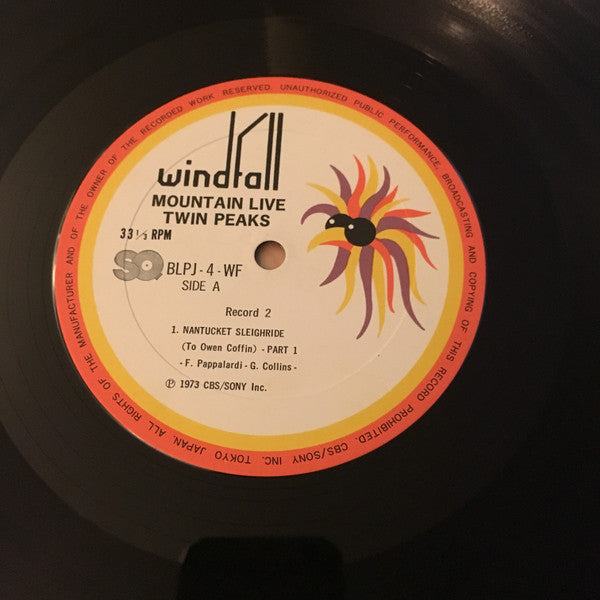 windfall
MOUNTAIN LIVE
TWIN PEAKS
33 1/3 RPM
SQ BLPJ-4-WF
SIDE A
Record 2
1. NANTUCKET SLEIGHRIDE
(To Owen Coffin) - PART 1
- F. Pappalardi - G. Collins -
Ⓟ 1973 CBS/SONY Inc.
ALL RIGHTS OF THE MANUFACTURER AND OF THE OWNER OF THE RECORDED WORK RESERVED. UNAUTHORIZED PUBLIC PERFORMANCE, BROADCASTING AND COPYING OF THIS RECORD PROHIBITED. CBS/SONY INC. TOKYO JAPAN.